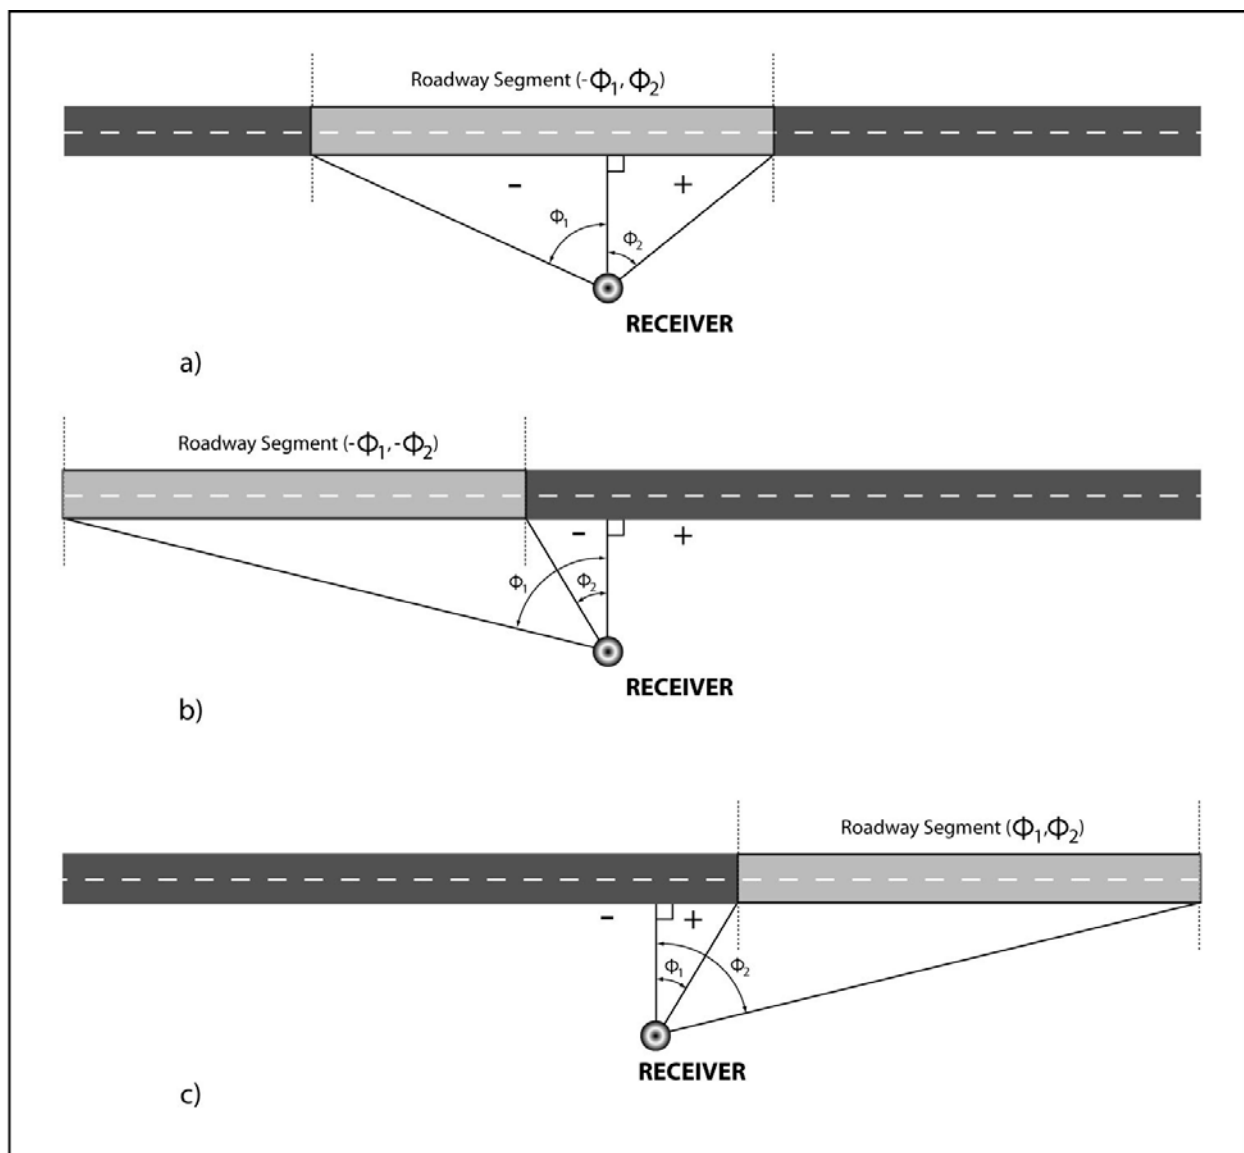 Roadway Segment (-Φ₁, Φ₂)
- +
Φ₁
Φ₂
RECEIVER
a)
Roadway Segment (-Φ₁,-Φ₂)
- +
Φ₁ Φ₂
RECEIVER
b)
Roadway Segment (Φ₁,Φ₂)
- +
Φ₁ Φ₂
RECEIVER
c)